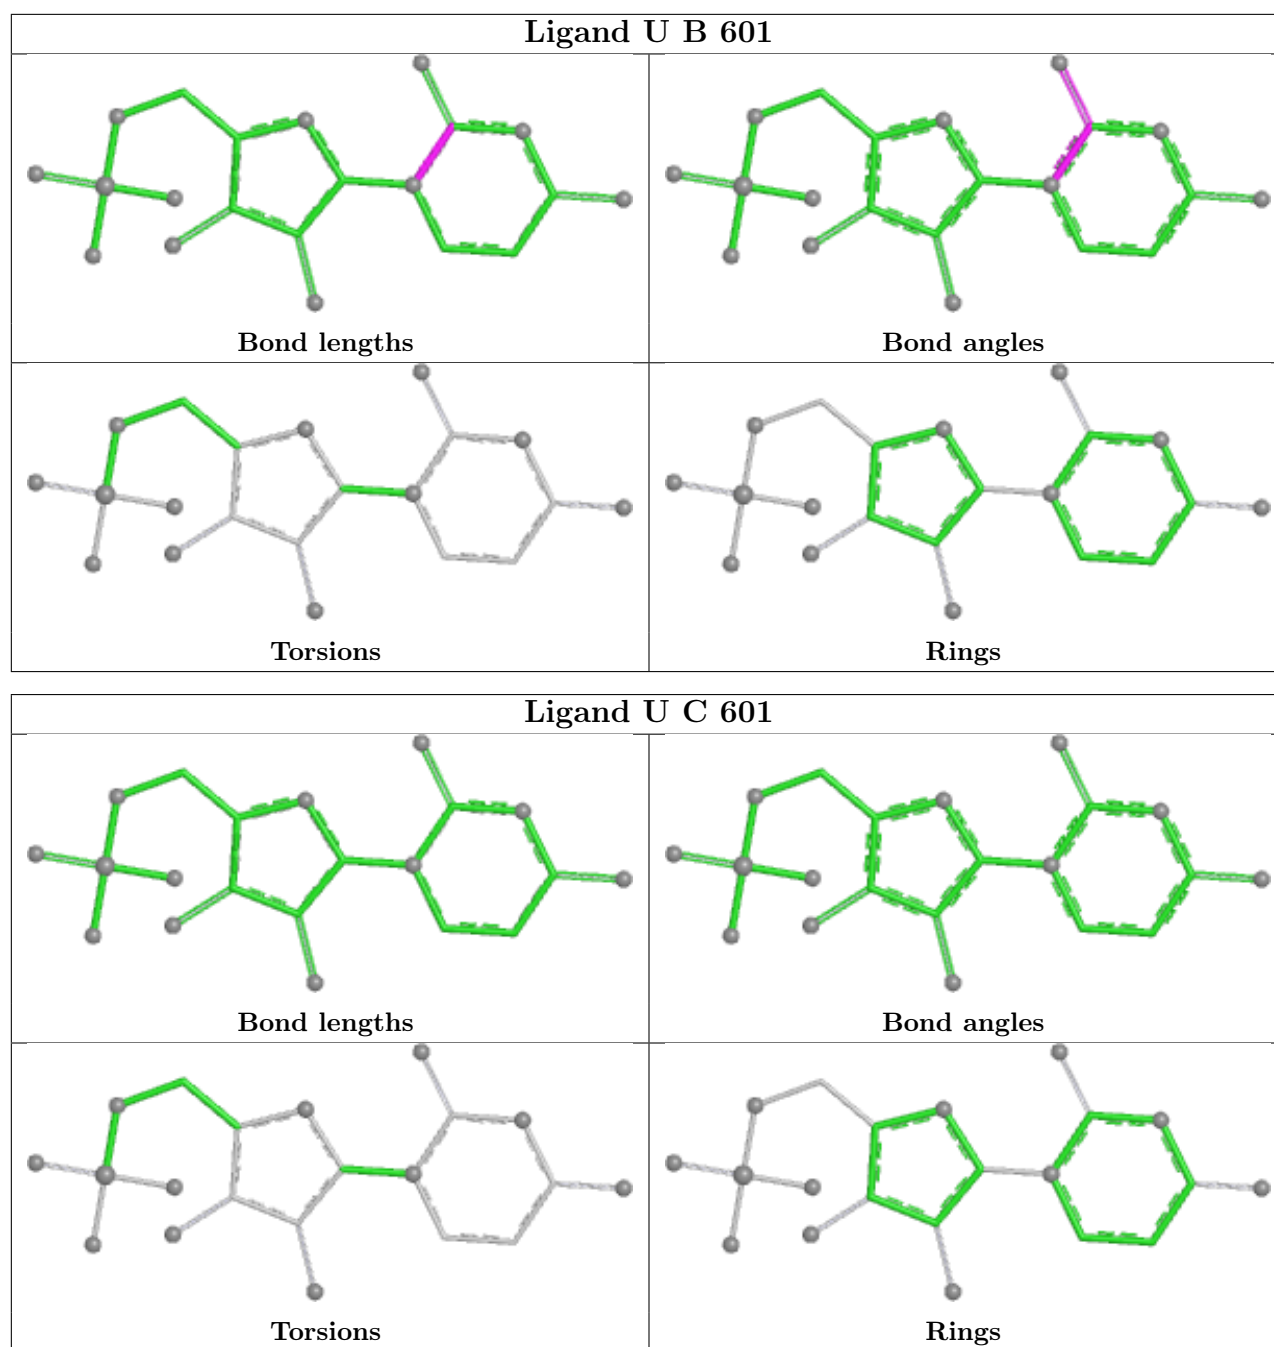 Ligand U B 601
Bond lengths
Bond angles
Torsions
Rings
Ligand U C 601
Bond lengths
Bond angles
Torsions
Rings